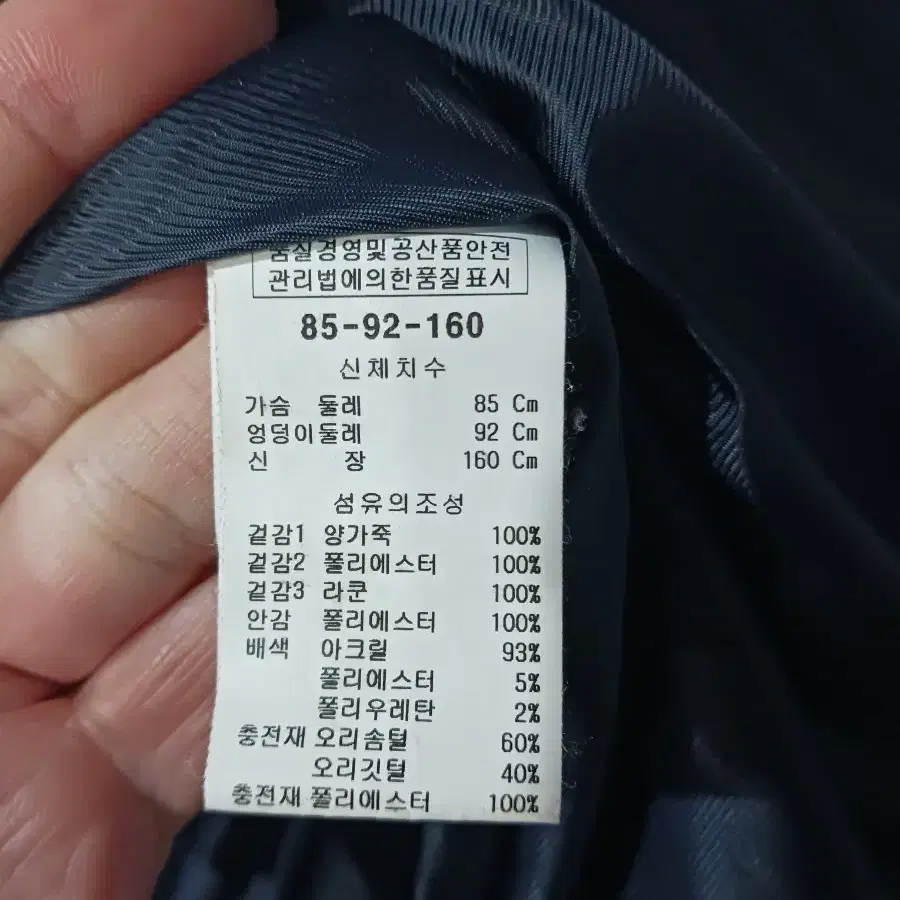 품질경영및공산품안전
관리법에의한품질표시
85-92-160
신체치수
가슴 둘레 85 Cm
엉덩이둘레 92 Cm
신 장 160 Cm
섬유의조성
겉감1 양가죽 100%
겉감2 폴리에스터 100%
겉감3 라쿤 100%
안감 폴리에스터 100%
배색 아크릴 93%
폴리에스터 5%
폴리우레탄 2%
충전재 오리솜털 60%
오리깃털 40%
충전재 폴리에스터 100%